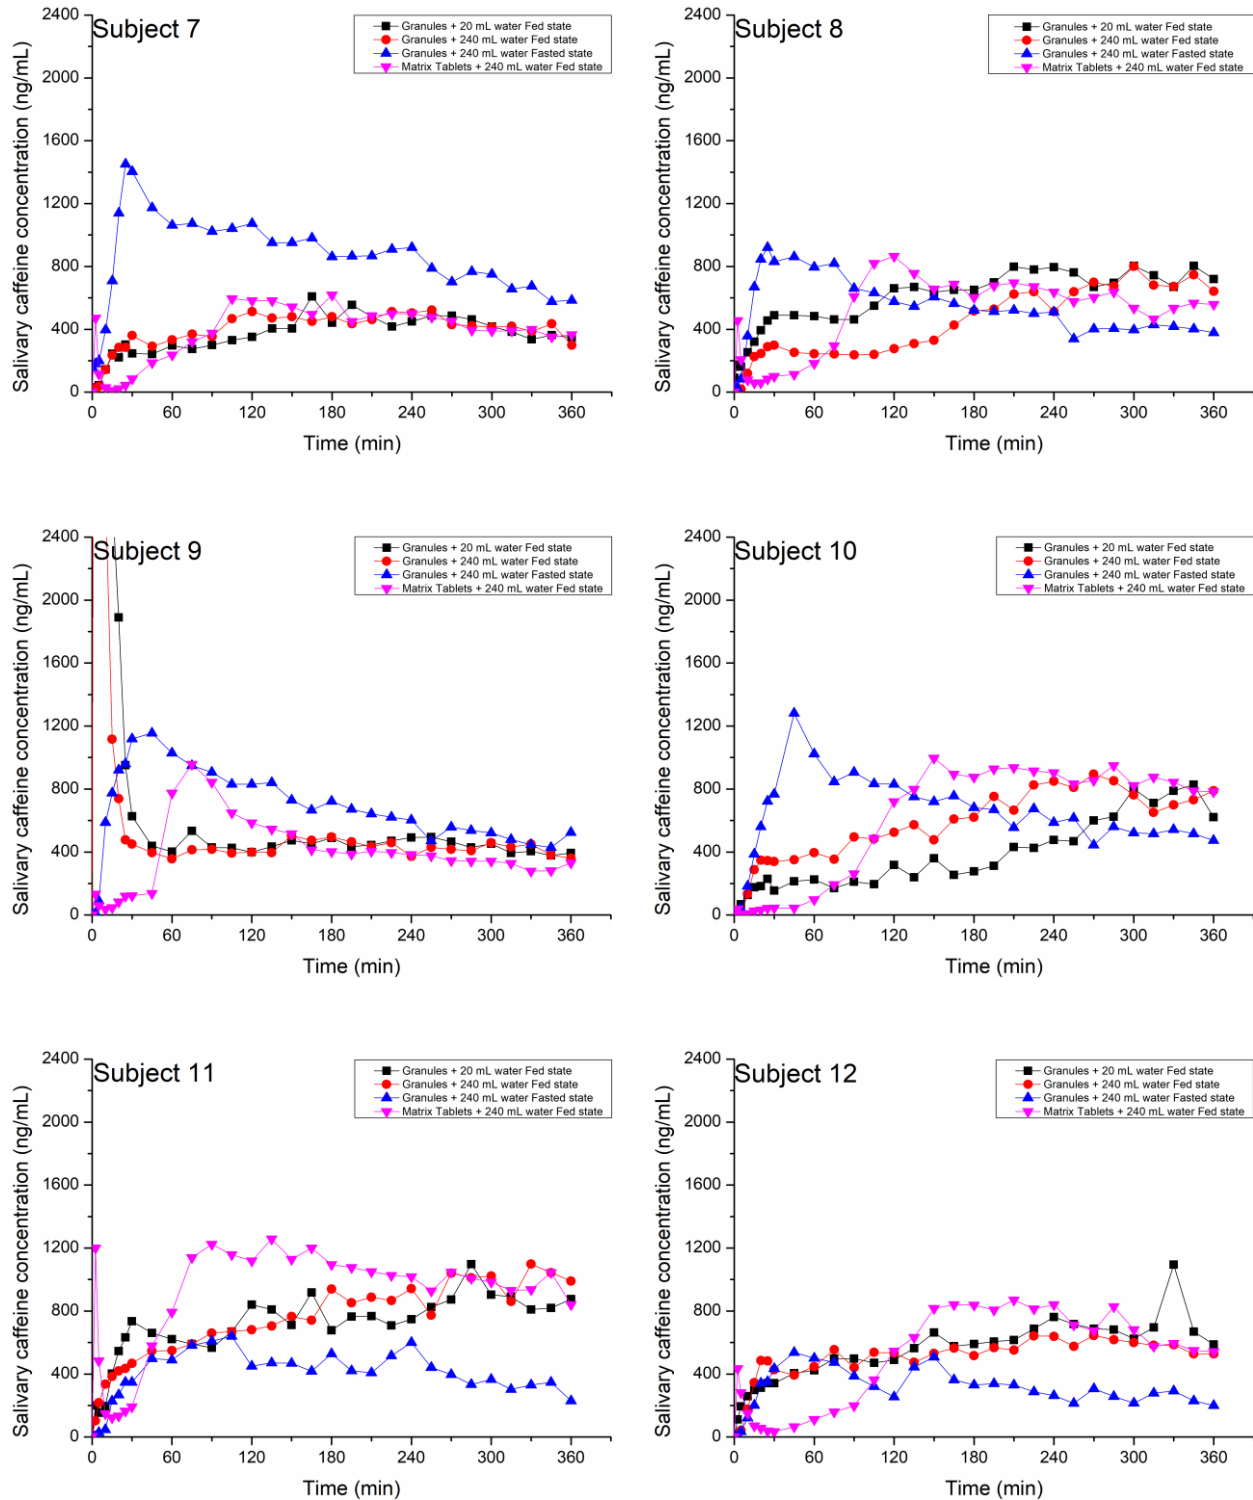 Subject 7
Granules + 20 mL water Fed state
Granules + 240 mL water Fed state
Granules + 240 mL water Fasted state
Matrix Tablets + 240 mL water Fed state
Salivary caffeine concentration (ng/mL)
2400
2000
1600
1200
800
400
0
0 60 120 180 240 300 360
Time (min)
Subject 8
Granules + 20 mL water Fed state
Granules + 240 mL water Fed state
Granules + 240 mL water Fasted state
Matrix Tablets + 240 mL water Fed state
Salivary caffeine concentration (ng/mL)
2400
2000
1600
1200
800
400
0
0 60 120 180 240 300 360
Time (min)
Subject 9
Granules + 20 mL water Fed state
Granules + 240 mL water Fed state
Granules + 240 mL water Fasted state
Matrix Tablets + 240 mL water Fed state
Salivary caffeine concentration (ng/mL)
2400
2000
1600
1200
800
400
0
0 60 120 180 240 300 360
Time (min)
Subject 10
Granules + 20 mL water Fed state
Granules + 240 mL water Fed state
Granules + 240 mL water Fasted state
Matrix Tablets + 240 mL water Fed state
Salivary caffeine concentration (ng/mL)
2400
2000
1600
1200
800
400
0
0 60 120 180 240 300 360
Time (min)
Subject 11
Granules + 20 mL water Fed state
Granules + 240 mL water Fed state
Granules + 240 mL water Fasted state
Matrix Tablets + 240 mL water Fed state
Salivary caffeine concentration (ng/mL)
2400
2000
1600
1200
800
400
0
0 60 120 180 240 300 360
Time (min)
Subject 12
Granules + 20 mL water Fed state
Granules + 240 mL water Fed state
Granules + 240 mL water Fasted state
Matrix Tablets + 240 mL water Fed state
Salivary caffeine concentration (ng/mL)
2400
2000
1600
1200
800
400
0
0 60 120 180 240 300 360
Time (min)